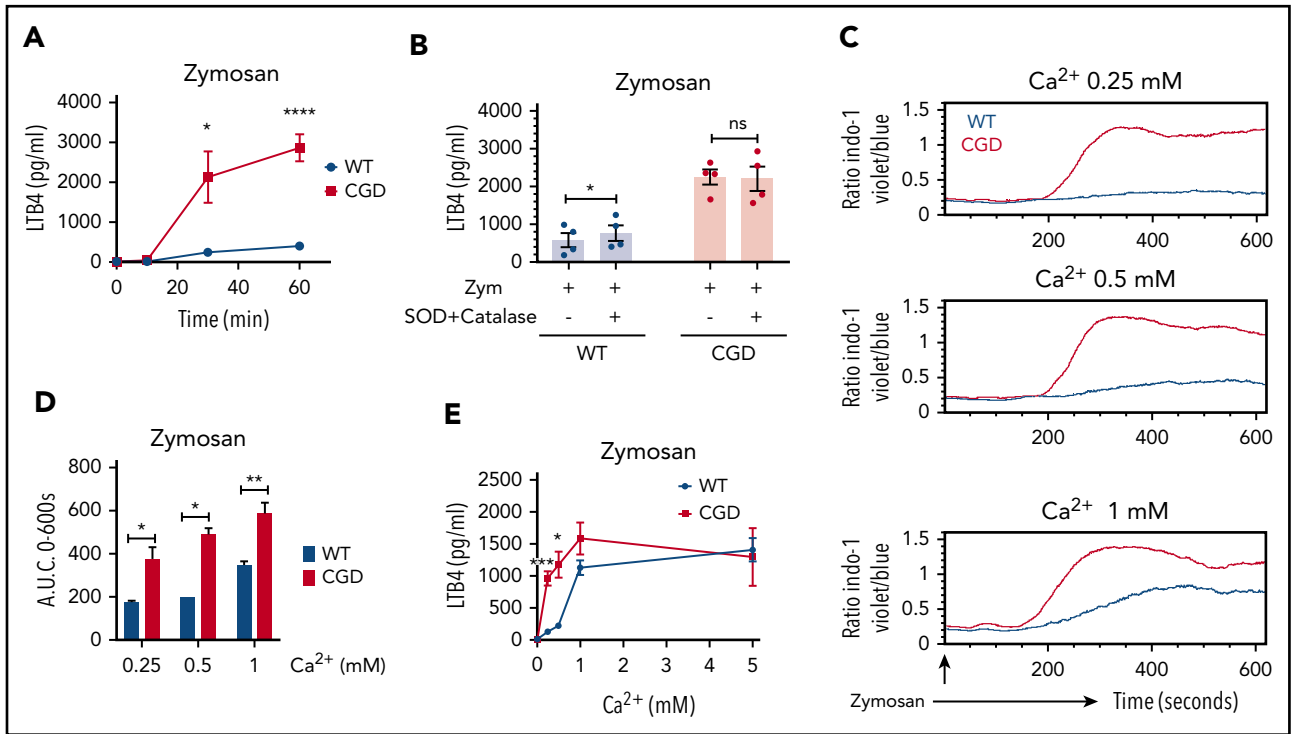 A
Zymosan
LTB4 (pg/ml)
4000
3000
2000
1000
0
*
****
WT
CGD
0 20 40 60
Time (min)
B
Zymosan
LTB4 (pg/ml)
4000
3000
2000
1000
0
*
ns
Zym + + + +
SOD+Catalase - + - +
WT CGD
C
Ca2+ 0.25 mM
Ratio indo-1
violet/blue
1.5
1
0.5
0
WT
CGD
200 400 600
Ca2+ 0.5 mM
Ratio indo-1
violet/blue
1.5
1
0.5
0
200 400 600
Ca2+ 1 mM
Ratio indo-1
violet/blue
1.5
1
0.5
0
200 400 600
Zymosan
Time (seconds)
D
Zymosan
A.U.C. 0-600s
800
600
400
200
0
*
*
**
WT
CGD
0.25 0.5 1
Ca2+ (mM)
E
Zymosan
LTB4 (pg/ml)
2500
2000
1500
1000
500
0
***
*
WT
CGD
0 1 2 3 4 5
Ca2+ (mM)